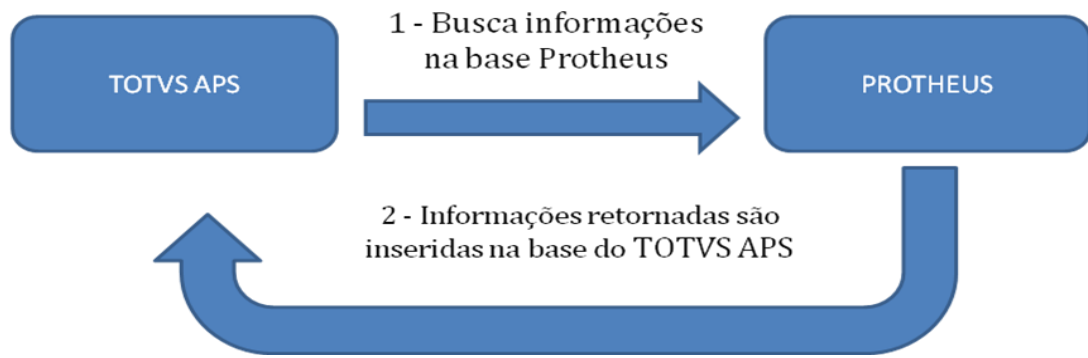 TOTVS APS
1 - Busca informações
na base Protheus
PROTHEUS
2 - Informações retornadas são
inseridas na base do TOTVS APS